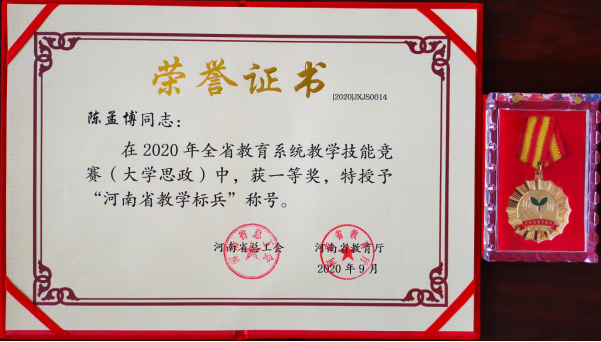 荣誉证书
[2020]JXJS0014
陈孟博同志：
在2020年全省教育系统教学技能竞
赛（大学思政）中，获一等奖，特授予
“河南省教学标兵”称号。
河南省总工会 河南省教育厅
2020年9月